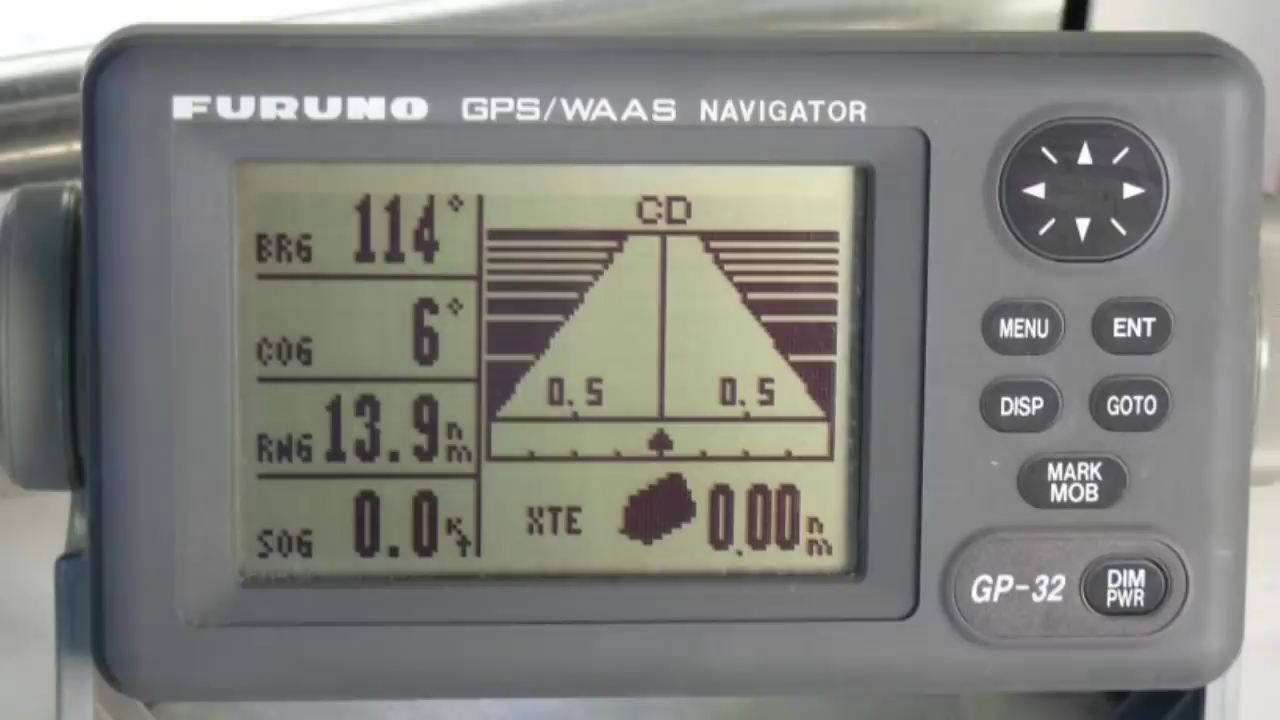 FURUNO GPS/WAAS NAVIGATOR
BRG 114°
COG 6°
RNG 13.9 nm
SOG 0.0 kt
CD
0.5 0.5
XTE 0.00 nm
MENU ENT
DISP GOTO
MARK
MOB
GP-32
DIM
PWR